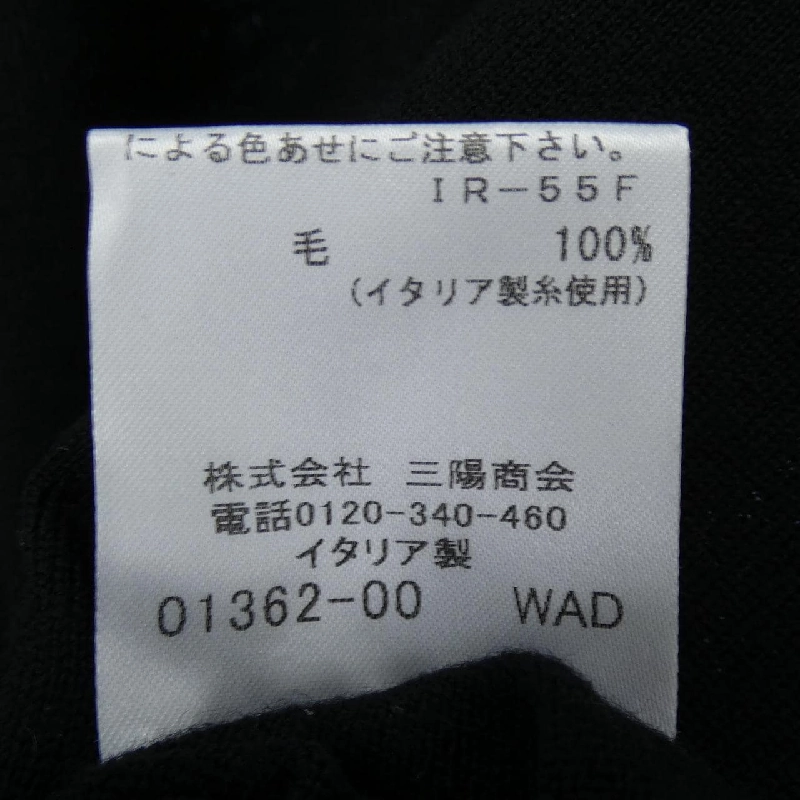 による色あせにご注意下さい。
IR-55F
毛 100%
(イタリア製糸使用)
株式会社 三陽商会
電話0120-340-460
イタリア製
01362-00 WAD